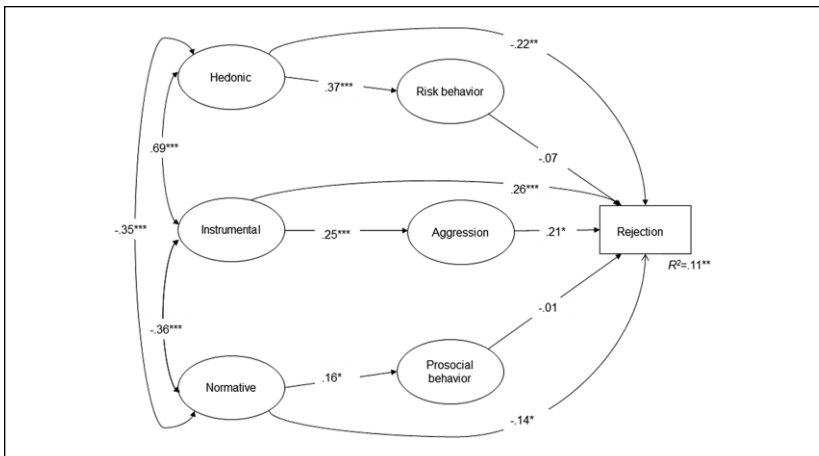 -.22**
Hedonic
.37***
Risk behavior
.69***
-.07
.26***
-.35***
Instrumental
.25***
Aggression
.21*
Rejection
R²=.11**
-.01
-.36***
Prosocial
behavior
Normative
.16*
-.14*